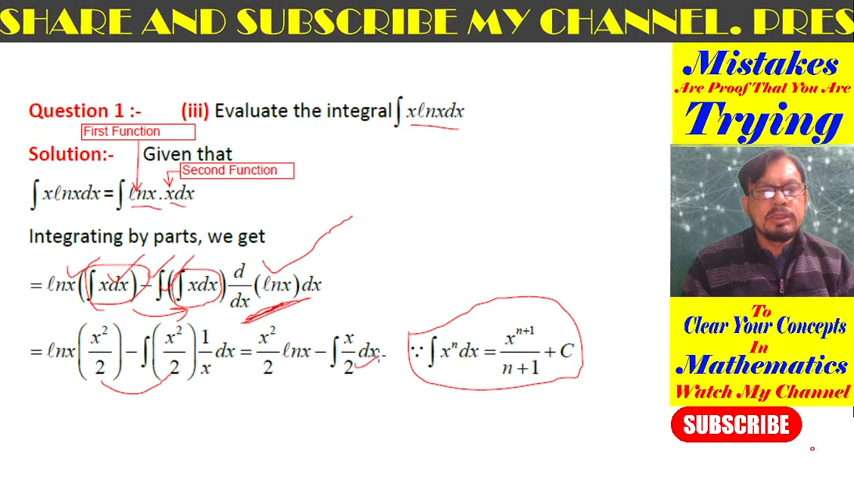 SHARE AND SUBSCRIBE MY CHANNEL. PRES
Question 1 :- (iii) Evaluate the integral ∫ xℓnxdx
First Function
Solution:- Given that
Second Function
∫ xℓnxdx = ∫ ℓnx . xdx
Integrating by parts, we get
= ℓnx (∫ xdx) − ∫ (∫ xdx) d/dx (ℓnx) dx
= ℓnx (x²/2) − ∫ (x²/2) 1/x dx = x²/2 ℓnx − ∫ x/2 dx ∵ ∫ xⁿdx = xⁿ⁺¹/n+1 + C
Mistakes
Are Proof That You Are
Trying
To
Clear Your Concepts
In
Mathematics
Watch My Channel
SUBSCRIBE